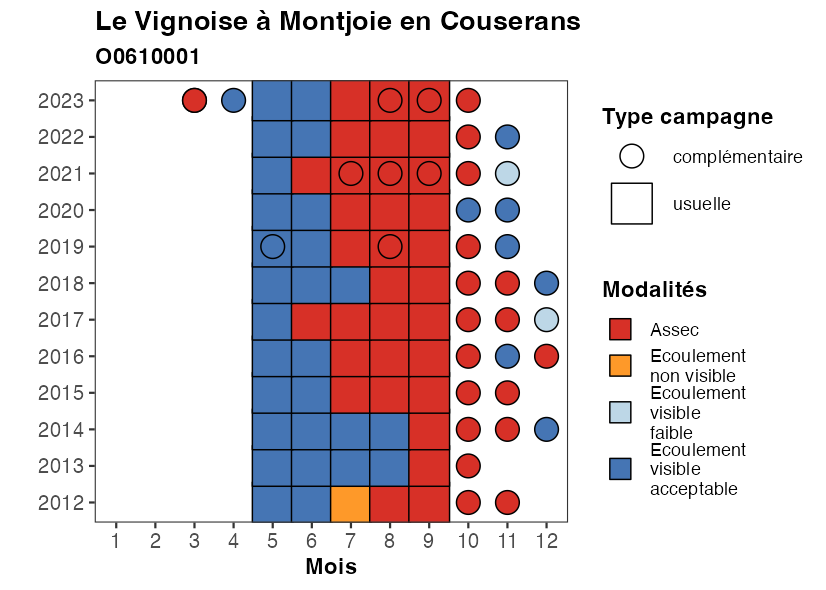 Le Vignoise à Montjoie en Couserans
O0610001
2023
2022
2021
2020
2019
2018
2017
2016
2015
2014
2013
2012
1 2 3 4 5 6 7 8 9 10 11 12
Mois
Type campagne
complémentaire
usuelle
Modalités
Assec
Ecoulement
non visible
Ecoulement
visible
faible
Ecoulement
visible
acceptable